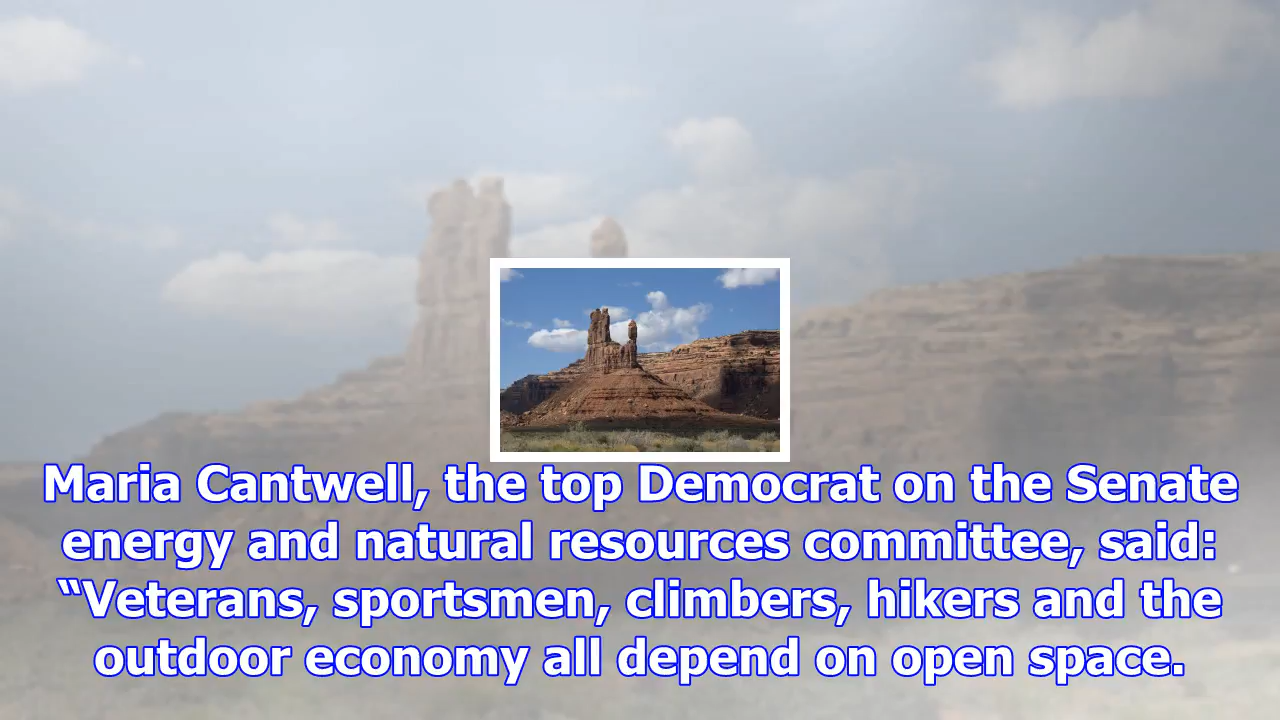 Maria Cantwell, the top Democrat on the Senate
energy and natural resources committee, said:
“Veterans, sportsmen, climbers, hikers and the
outdoor economy all depend on open space.